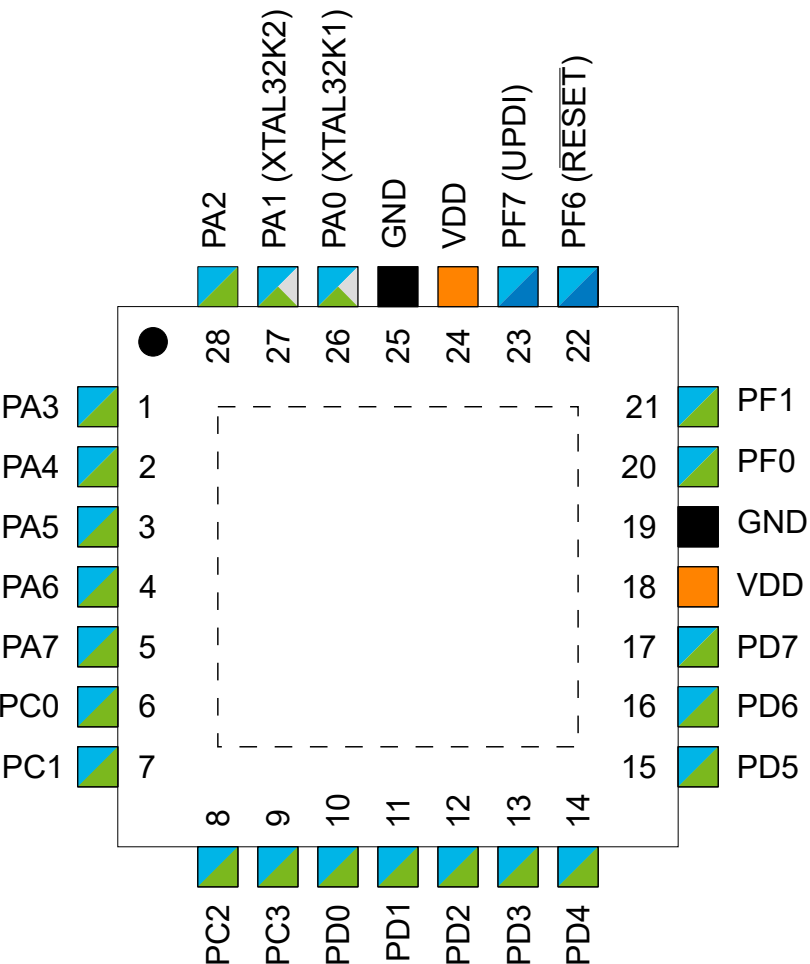 PA2
PA1 (XTAL32K2)
PA0 (XTAL32K1)
GND
VDD
PF7 (UPDI)
PF6 (RESET)
28
27
26
25
24
23
22
PA3 1
PA4 2
PA5 3
PA6 4
PA7 5
PC0 6
PC1 7
21 PF1
20 PF0
19 GND
18 VDD
17 PD7
16 PD6
15 PD5
8
9
10
11
12
13
14
PC2
PC3
PD0
PD1
PD2
PD3
PD4